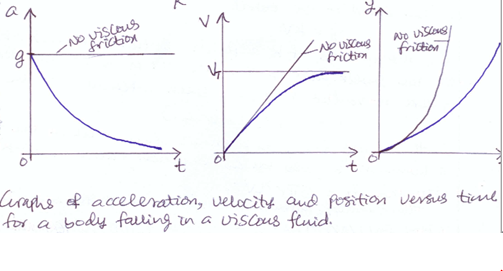 a
g
No viscous
friction
0
t
V
VT
No viscous
friction
0
t
y
No viscous
friction
0
Graphs of acceleration, velocity and position versus time
for a body falling in a viscous fluid.